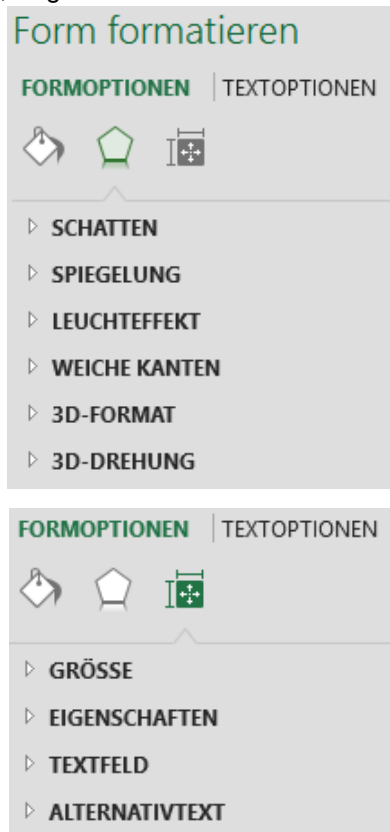 Form formatieren
FORMOPTIONEN TEXTOPTIONEN
SCHATTEN
SPIEGELUNG
LEUCHTEFFEKT
WEICHE KANTEN
3D-FORMAT
3D-DREHUNG
FORMOPTIONEN TEXTOPTIONEN
GRÖSSE
EIGENSCHAFTEN
TEXTFELD
ALTERNATIVTEXT